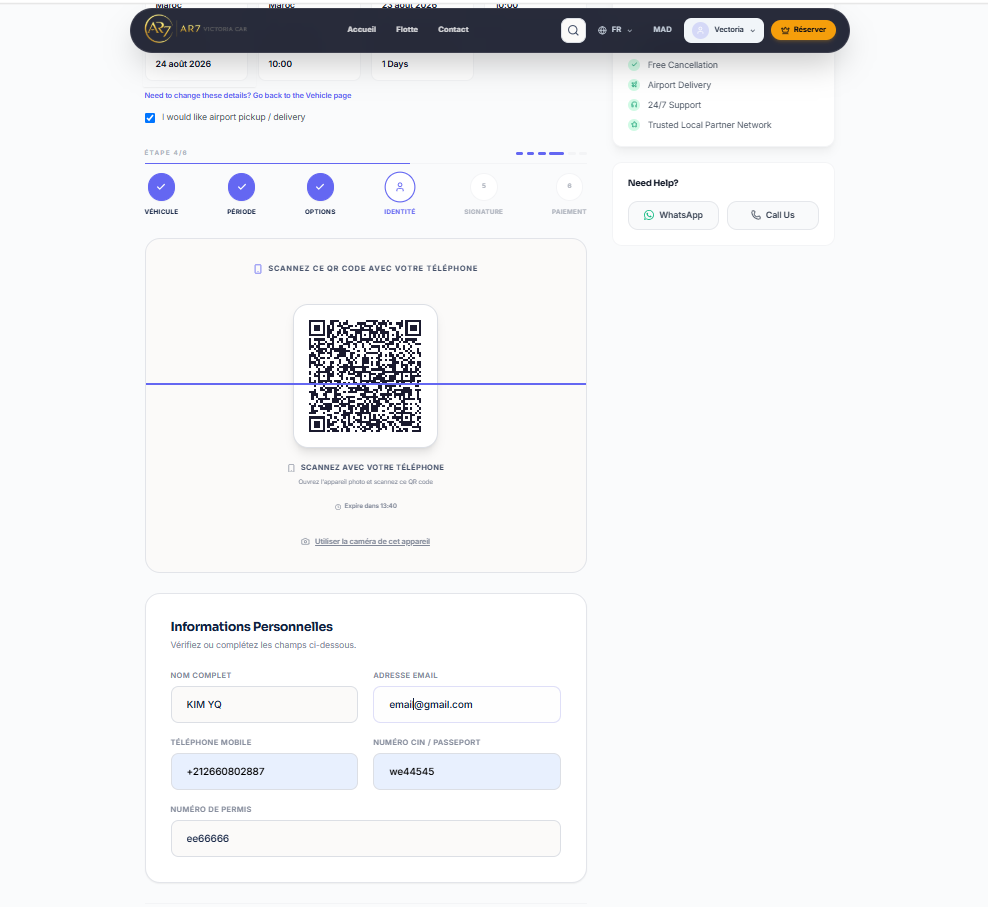 Maroc Maroc 23 août 2026 10:00
AR7 VICTORIA CAR Accueil Flotte Contact FR MAD Vectoria Réserver
24 août 2026 10:00 1 Days
Need to change these details? Go back to the Vehicle page
I would like airport pickup / delivery
Free Cancellation
Airport Delivery
24/7 Support
Trusted Local Partner Network
Need Help?
WhatsApp Call Us
ÉTAPE 4/6
5 6
VÉHICULE PÉRIODE OPTIONS IDENTITÉ SIGNATURE PAIEMENT
SCANNEZ CE QR CODE AVEC VOTRE TÉLÉPHONE
SCANNEZ AVEC VOTRE TÉLÉPHONE
Ouvrez l'appareil photo et scannez ce QR code
Expire dans 13:40
Utiliser la caméra de cet appareil
Informations Personnelles
Vérifiez ou complétez les champs ci-dessous.
NOM COMPLET ADRESSE EMAIL
KIM YQ email@gmail.com
TÉLÉPHONE MOBILE NUMÉRO CIN / PASSEPORT
+212660802887 we44545
NUMÉRO DE PERMIS
ee66666